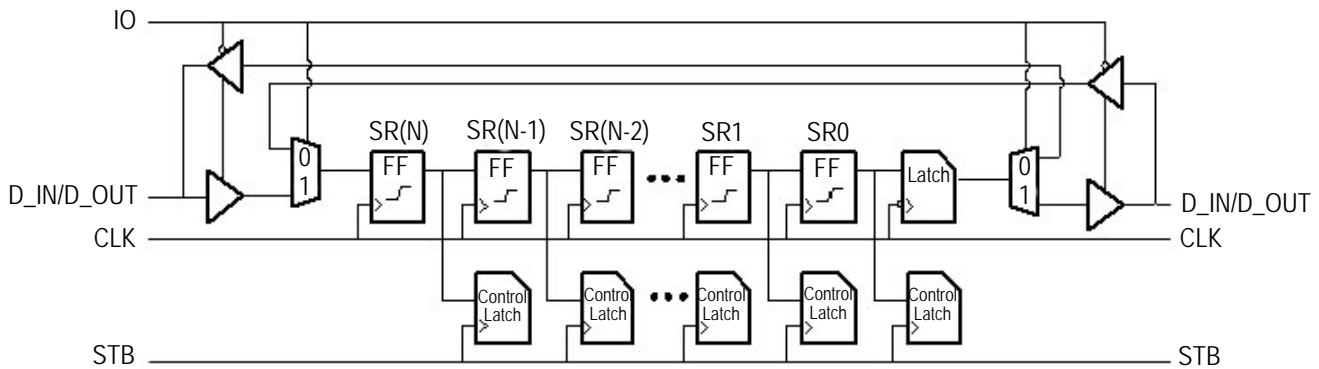 IO
SR(N) SR(N-1) SR(N-2) SR1 SR0
0
1
FF FF FF FF FF
Latch
0
1
D_IN/D_OUT D_IN/D_OUT
CLK CLK
Control Control Control Control Control
Latch Latch Latch Latch Latch
STB STB